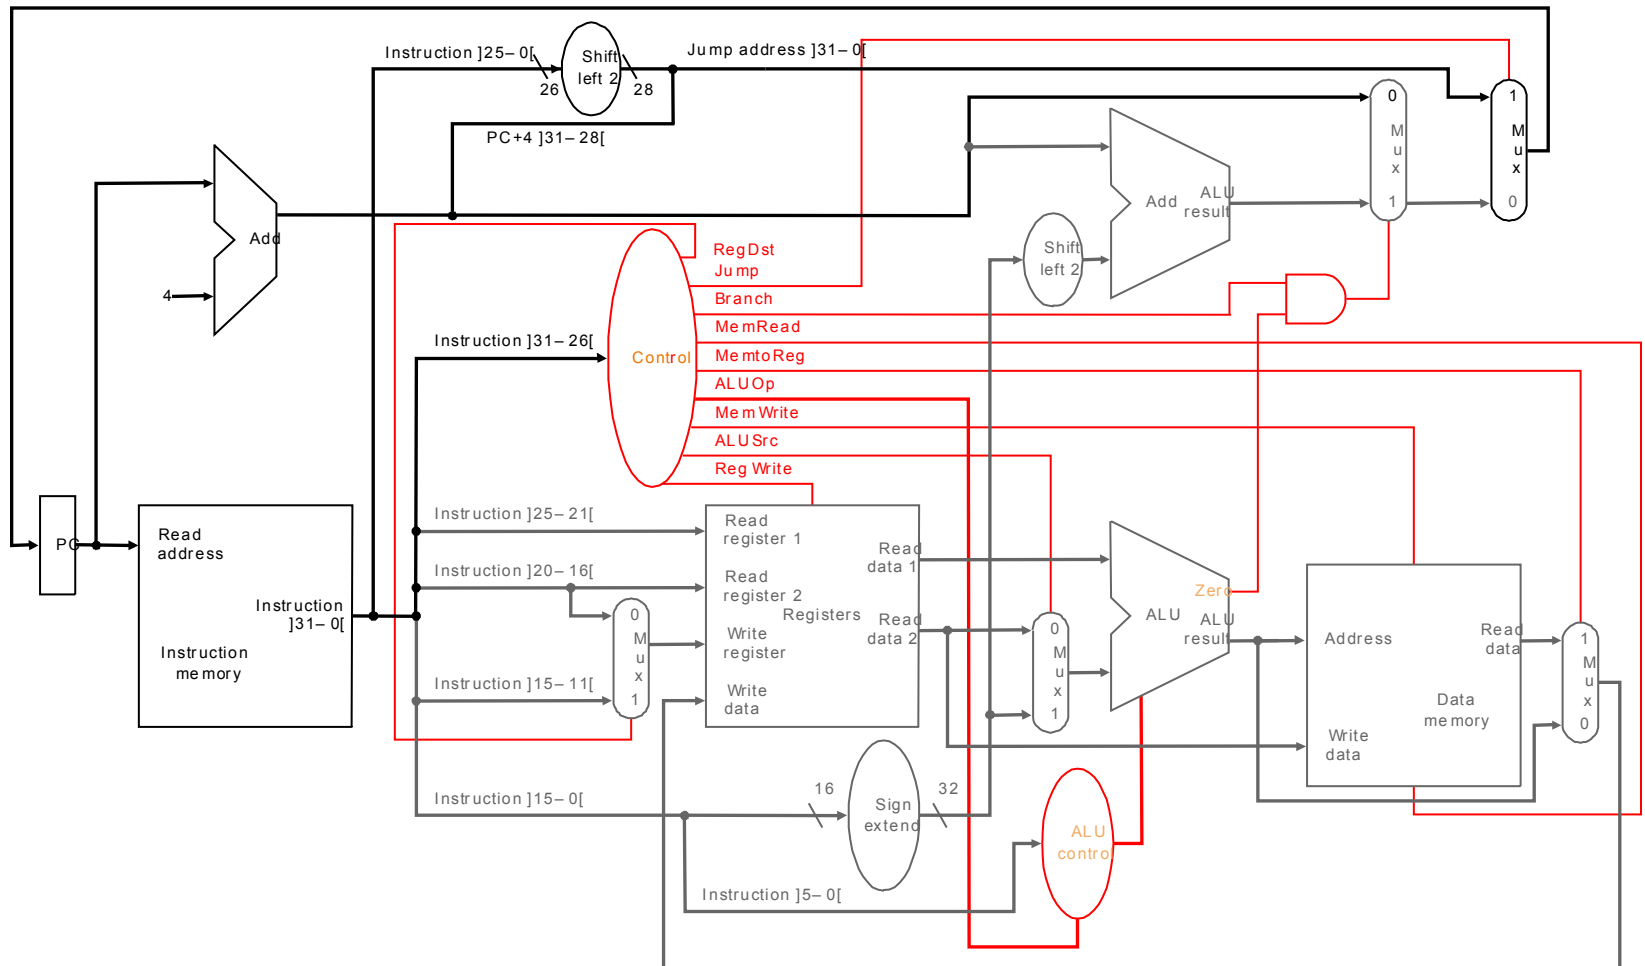 Instruction ]25– 0[
26
Shift
left 2
28
Jump address ]31– 0[
PC+4 ]31– 28[
Add
4
0
M
u
x
1
1
M
u
x
0
Add
ALU
result
Shift
left 2
RegDst
Jump
Branch
MemRead
MemtoReg
ALUOp
MemWrite
ALUSrc
RegWrite
Control
Instruction ]31– 26[
PC
Read
address
Instruction
]31– 0[
Instruction
memory
Instruction ]25– 21[
Instruction ]20– 16[
Instruction ]15– 11[
0
M
u
x
1
Read
register 1
Read
register 2
Write
register
Write
data
Registers
Read
data 1
Read
data 2
0
M
u
x
1
Zero
ALU
ALU
result
Address
Write
data
Read
data
Data
memory
1
M
u
x
0
Instruction ]15– 0[
16
Sign
extend
32
ALU
control
Instruction ]5– 0[